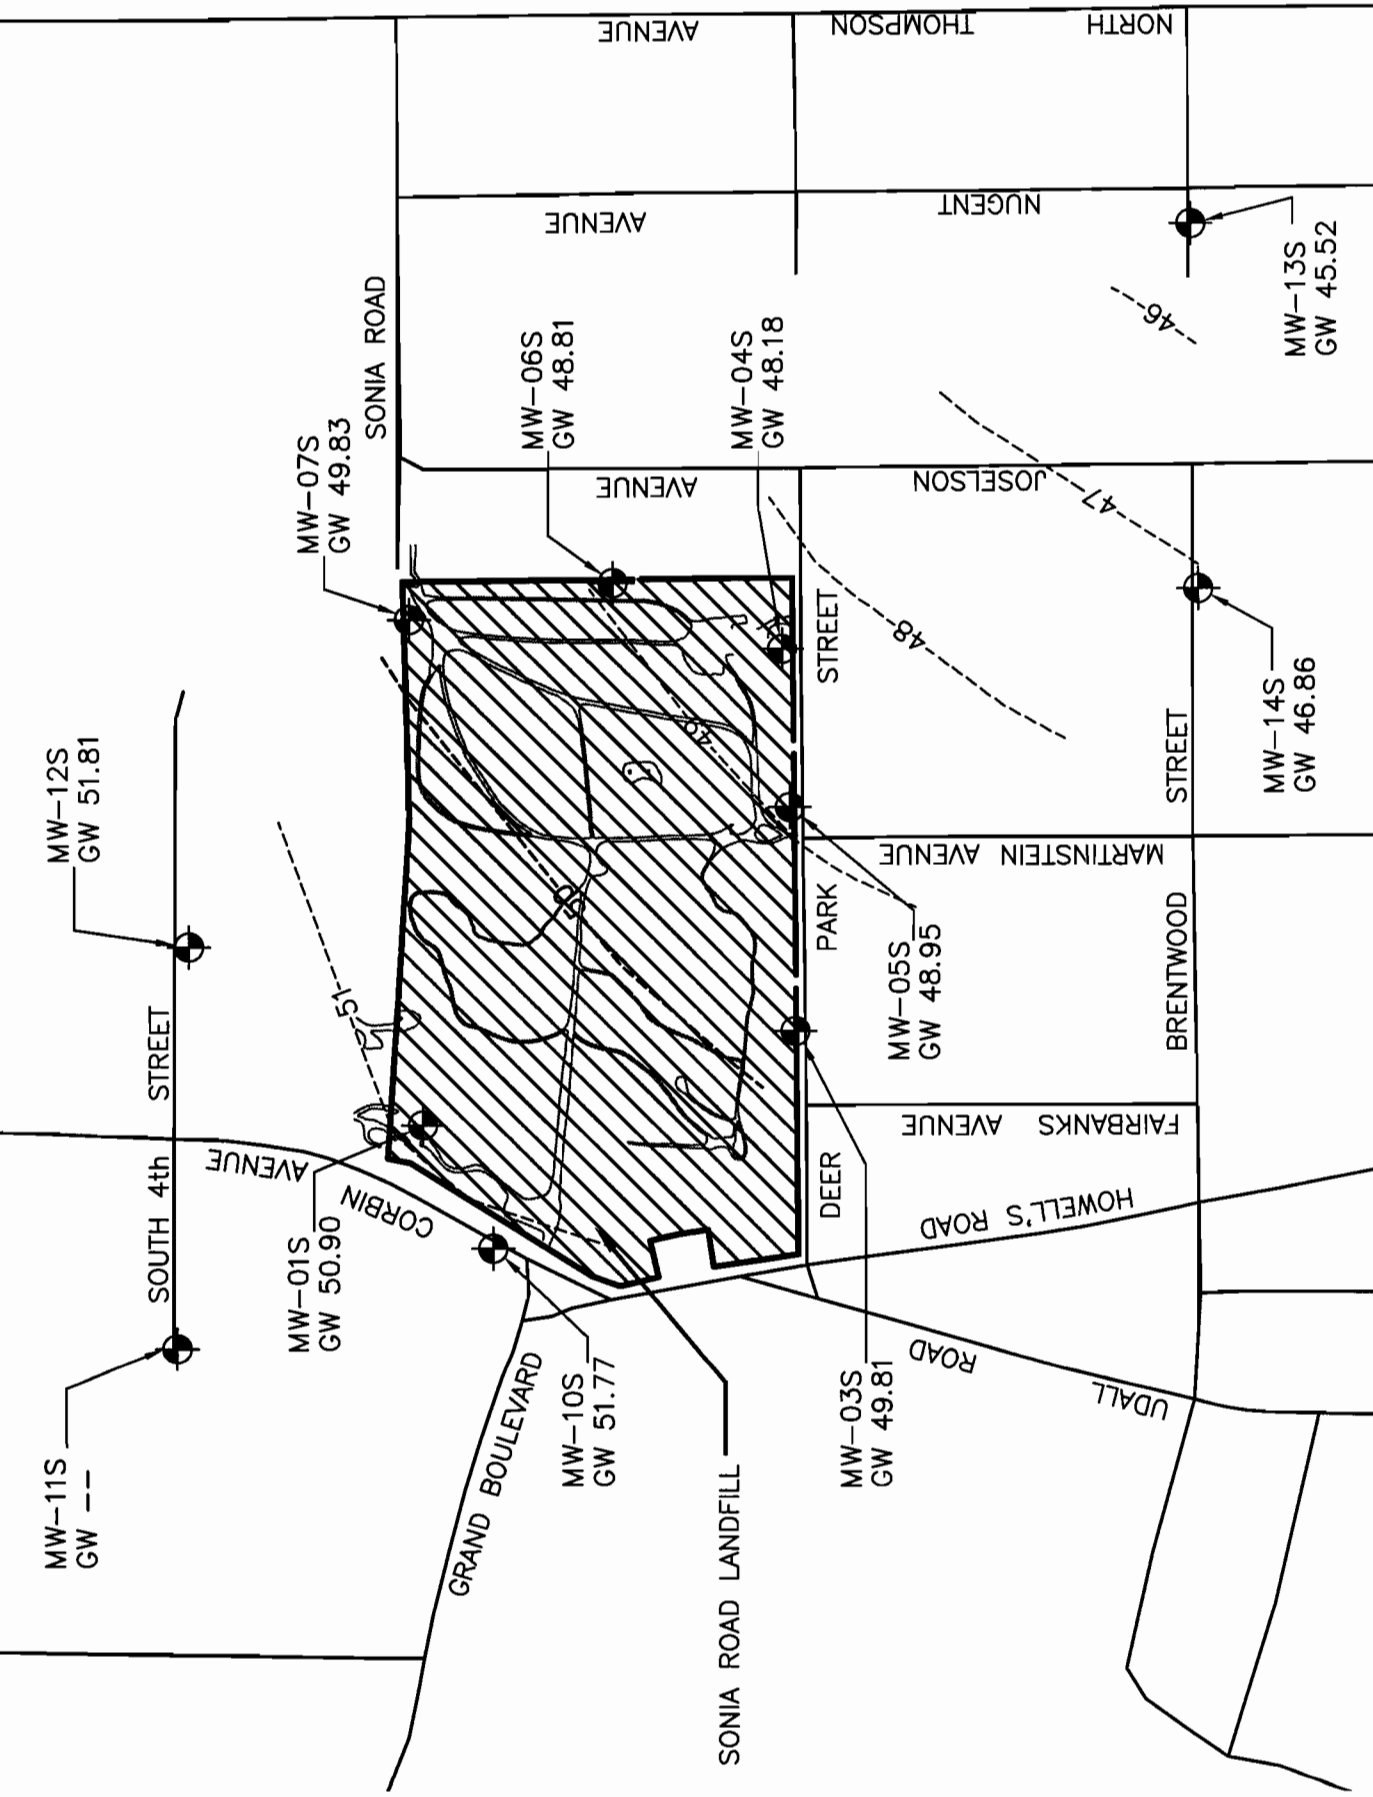 MW-11S
GW --
MW-12S
GW 51.81
SOUTH 4th STREET
MW-07S
GW 49.83
SONIA ROAD
MW-06S
GW 48.81
MW-04S
GW 48.18
MW-01S
GW 50.90
CORBIN AVENUE
GRAND BOULEVARD
MW-10S
GW 51.77
SONIA ROAD LANDFILL
MW-03S
GW 49.81
MW-05S
GW 48.95
DEER PARK STREET
BRENTWOOD STREET
MW-14S
GW 46.86
MW-13S
GW 45.52
NORTH THOMPSON AVENUE
NUGENT AVENUE
JOSELSON AVENUE
MARTINSTEIN AVENUE
FAIRBANKS AVENUE
HOWELL'S ROAD
UDALL ROAD
51
50
49
48
47
46